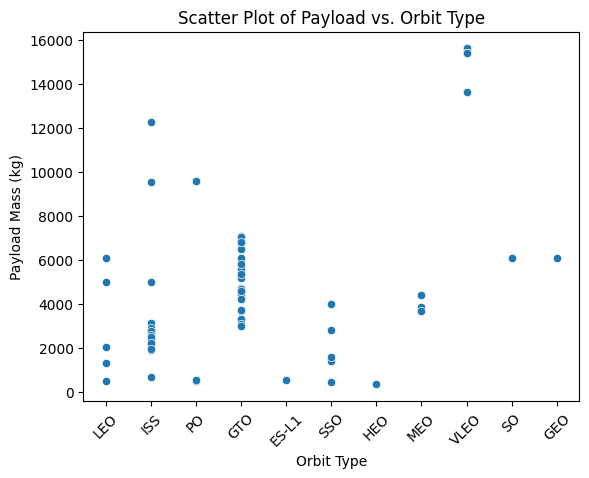 Scatter Plot of Payload vs. Orbit Type
Payload Mass (kg)
16000
14000
12000
10000
8000
6000
4000
2000
0
LEO
ISS
PO
GTO
ES-L1
SSO
HEO
MEO
VLEO
SO
GEO
Orbit Type